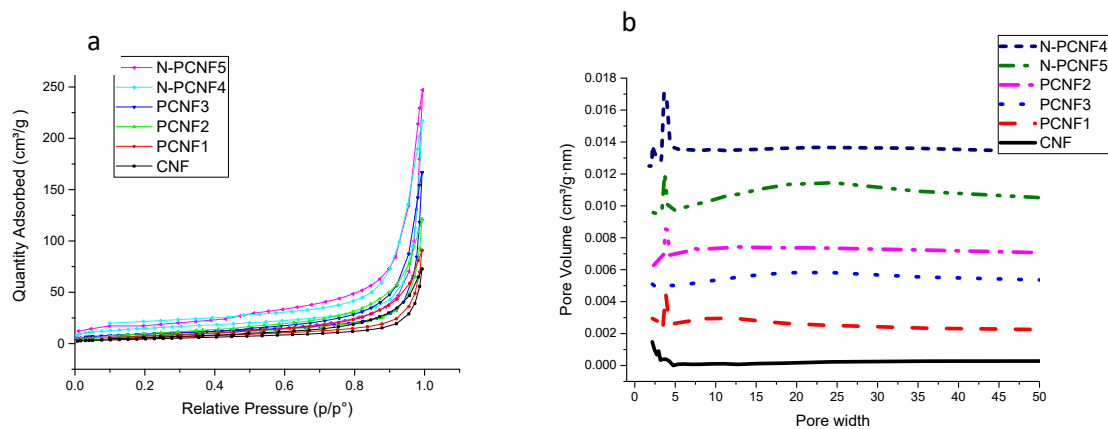 a
N-PCNF5
N-PCNF4
PCNF3
PCNF2
PCNF1
CNF
250
200
150
100
50
0
Quantity Adsorbed (cm³/g)
0.0 0.2 0.4 0.6 0.8 1.0
Relative Pressure (p/p°)
b
N-PCNF4
N-PCNF5
PCNF2
PCNF3
PCNF1
CNF
0.018
0.016
0.014
0.012
0.010
0.008
0.006
0.004
0.002
0.000
Pore Volume (cm³/g·nm)
0 5 10 15 20 25 30 35 40 45 50
Pore width